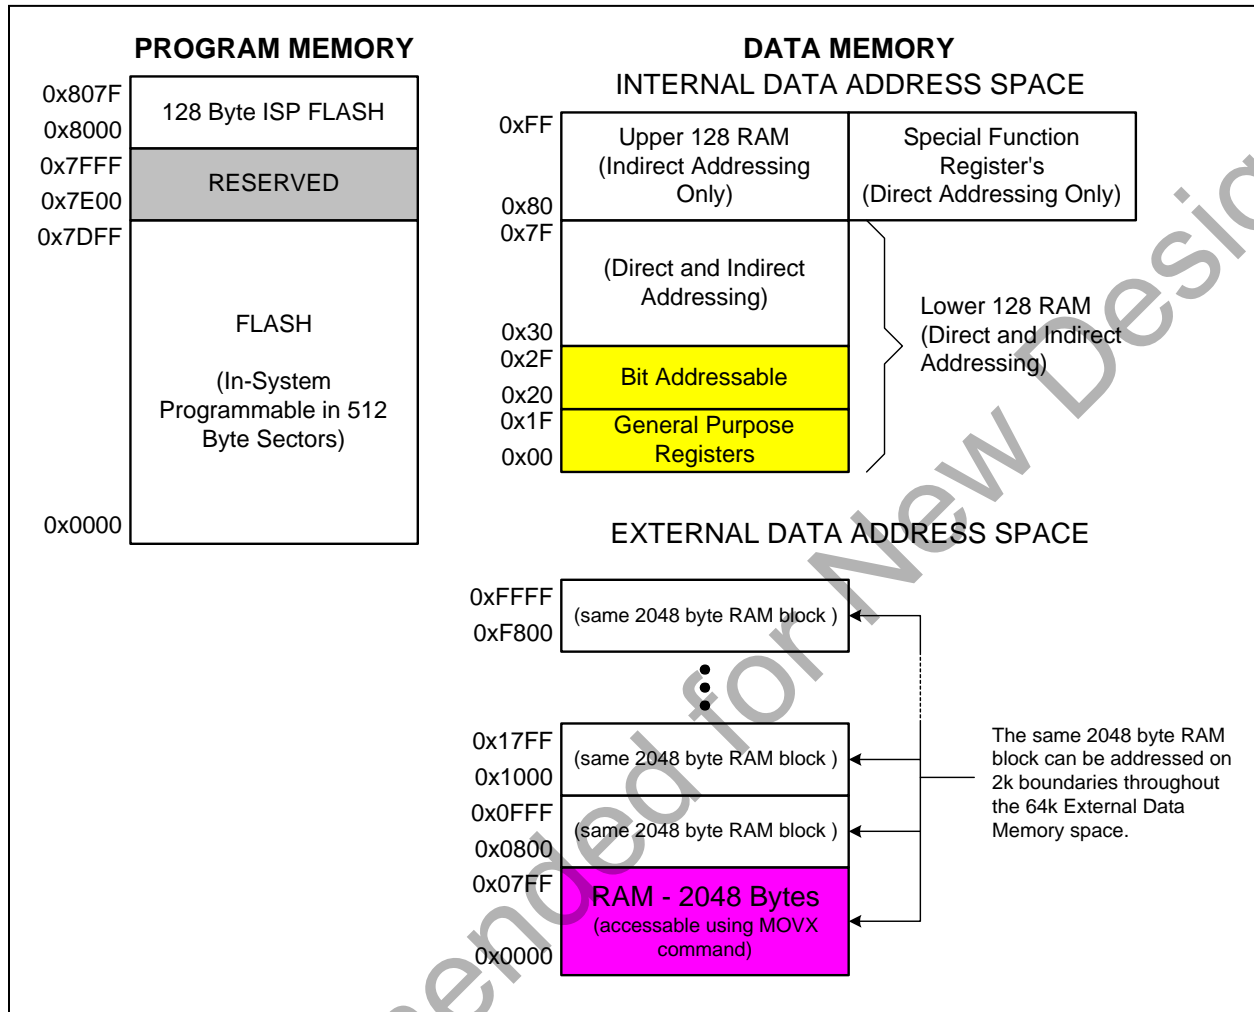 PROGRAM MEMORY
0x807F
0x8000
128 Byte ISP FLASH
0x7FFF
0x7E00
RESERVED
0x7DFF
FLASH
(In-System
Programmable in 512
Byte Sectors)
0x0000
DATA MEMORY
INTERNAL DATA ADDRESS SPACE
0xFF
Upper 128 RAM
(Indirect Addressing
Only)
0x80
Special Function
Register's
(Direct Addressing Only)
0x7F
(Direct and Indirect
Addressing)
0x30
0x2F
Bit Addressable
0x20
0x1F
General Purpose
Registers
0x00
Lower 128 RAM
(Direct and Indirect
Addressing)
EXTERNAL DATA ADDRESS SPACE
0xFFFF
(same 2048 byte RAM block )
0xF800
0x17FF
(same 2048 byte RAM block )
0x1000
0x0FFF
(same 2048 byte RAM block )
0x0800
0x07FF
RAM - 2048 Bytes
(accessable using MOVX
command)
0x0000
The same 2048 byte RAM
block can be addressed on
2k boundaries throughout
the 64k External Data
Memory space.
for New